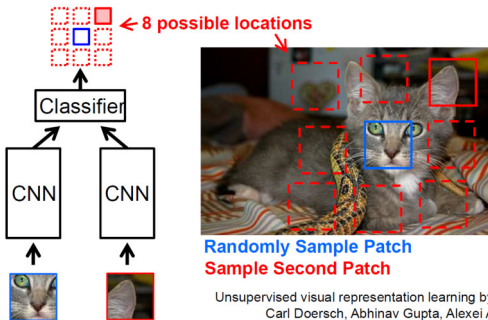 8 possible locations
Classifier
CNN
CNN
Randomly Sample Patch
Sample Second Patch
Unsupervised visual representation learning by
Carl Doersch, Abhinav Gupta, Alexei A